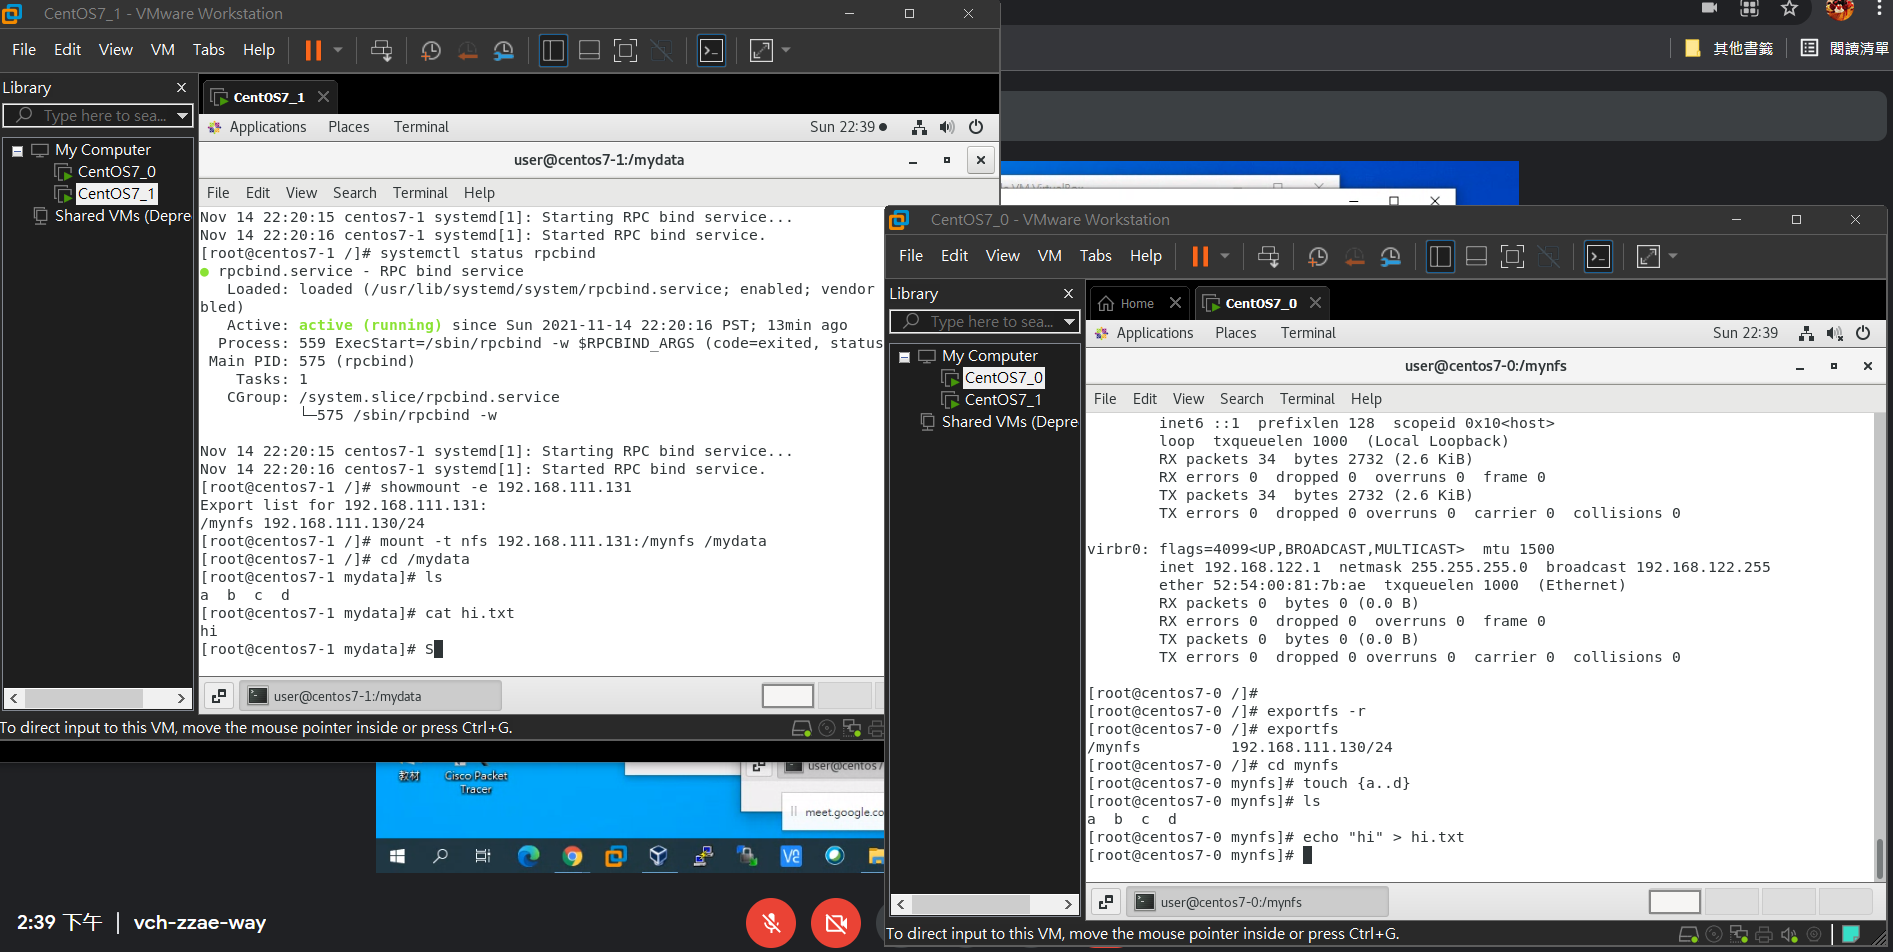 CentOS7_1 - VMware Workstation
File Edit View VM Tabs Help
Library
Type here to sea...
My Computer
CentOS7_0
CentOS7_1
Shared VMs (Depre
CentOS7_1
Applications Places Terminal Sun 22:39
user@centos7-1:/mydata
File Edit View Search Terminal Help
Nov 14 22:20:15 centos7-1 systemd[1]: Starting RPC bind service...
Nov 14 22:20:16 centos7-1 systemd[1]: Started RPC bind service.
[root@centos7-1 /]# systemctl status rpcbind
● rpcbind.service - RPC bind service
Loaded: loaded (/usr/lib/systemd/system/rpcbind.service; enabled; vendor
bled)
Active: active (running) since Sun 2021-11-14 22:20:16 PST; 13min ago
Process: 559 ExecStart=/sbin/rpcbind -w $RPCBIND_ARGS (code=exited, status
Main PID: 575 (rpcbind)
Tasks: 1
CGroup: /system.slice/rpcbind.service
└─575 /sbin/rpcbind -w
Nov 14 22:20:15 centos7-1 systemd[1]: Starting RPC bind service...
Nov 14 22:20:16 centos7-1 systemd[1]: Started RPC bind service.
[root@centos7-1 /]# showmount -e 192.168.111.131
Export list for 192.168.111.131:
/mynfs 192.168.111.130/24
[root@centos7-1 /]# mount -t nfs 192.168.111.131:/mynfs /mydata
[root@centos7-1 /]# cd /mydata
[root@centos7-1 mydata]# ls
a b c d
[root@centos7-1 mydata]# cat hi.txt
hi
[root@centos7-1 mydata]# S
user@centos7-1:/mydata
To direct input to this VM, move the mouse pointer inside or press Ctrl+G.
其他書籤
閱讀清單
VM VirtualBox
CentOS7_0 - VMware Workstation
File Edit View VM Tabs Help
Library
Type here to sea...
My Computer
CentOS7_0
CentOS7_1
Shared VMs (Depre
Home CentOS7_0
Applications Places Terminal Sun 22:39
user@centos7-0:/mynfs
File Edit View Search Terminal Help
inet6 ::1 prefixlen 128 scopeid 0x10<host>
loop txqueuelen 1000 (Local Loopback)
RX packets 34 bytes 2732 (2.6 KiB)
RX errors 0 dropped 0 overruns 0 frame 0
TX packets 34 bytes 2732 (2.6 KiB)
TX errors 0 dropped 0 overruns 0 carrier 0 collisions 0
virbr0: flags=4099<UP,BROADCAST,MULTICAST> mtu 1500
inet 192.168.122.1 netmask 255.255.255.0 broadcast 192.168.122.255
ether 52:54:00:81:7b:ae txqueuelen 1000 (Ethernet)
RX packets 0 bytes 0 (0.0 B)
RX errors 0 dropped 0 overruns 0 frame 0
TX packets 0 bytes 0 (0.0 B)
TX errors 0 dropped 0 overruns 0 carrier 0 collisions 0
[root@centos7-0 /]#
[root@centos7-0 /]# exportfs -r
[root@centos7-0 /]# exportfs
/mynfs 192.168.111.130/24
[root@centos7-0 /]# cd mynfs
[root@centos7-0 mynfs]# touch {a..d}
[root@centos7-0 mynfs]# ls
a b c d
[root@centos7-0 mynfs]# echo "hi" > hi.txt
[root@centos7-0 mynfs]#
user@centos7-0:/mynfs
To direct input to this VM, move the mouse pointer inside or press Ctrl+G.
教材
Cisco Packet
Tracer
user@centos7
meet.google.co
2:39 下午 | vch-zzae-way